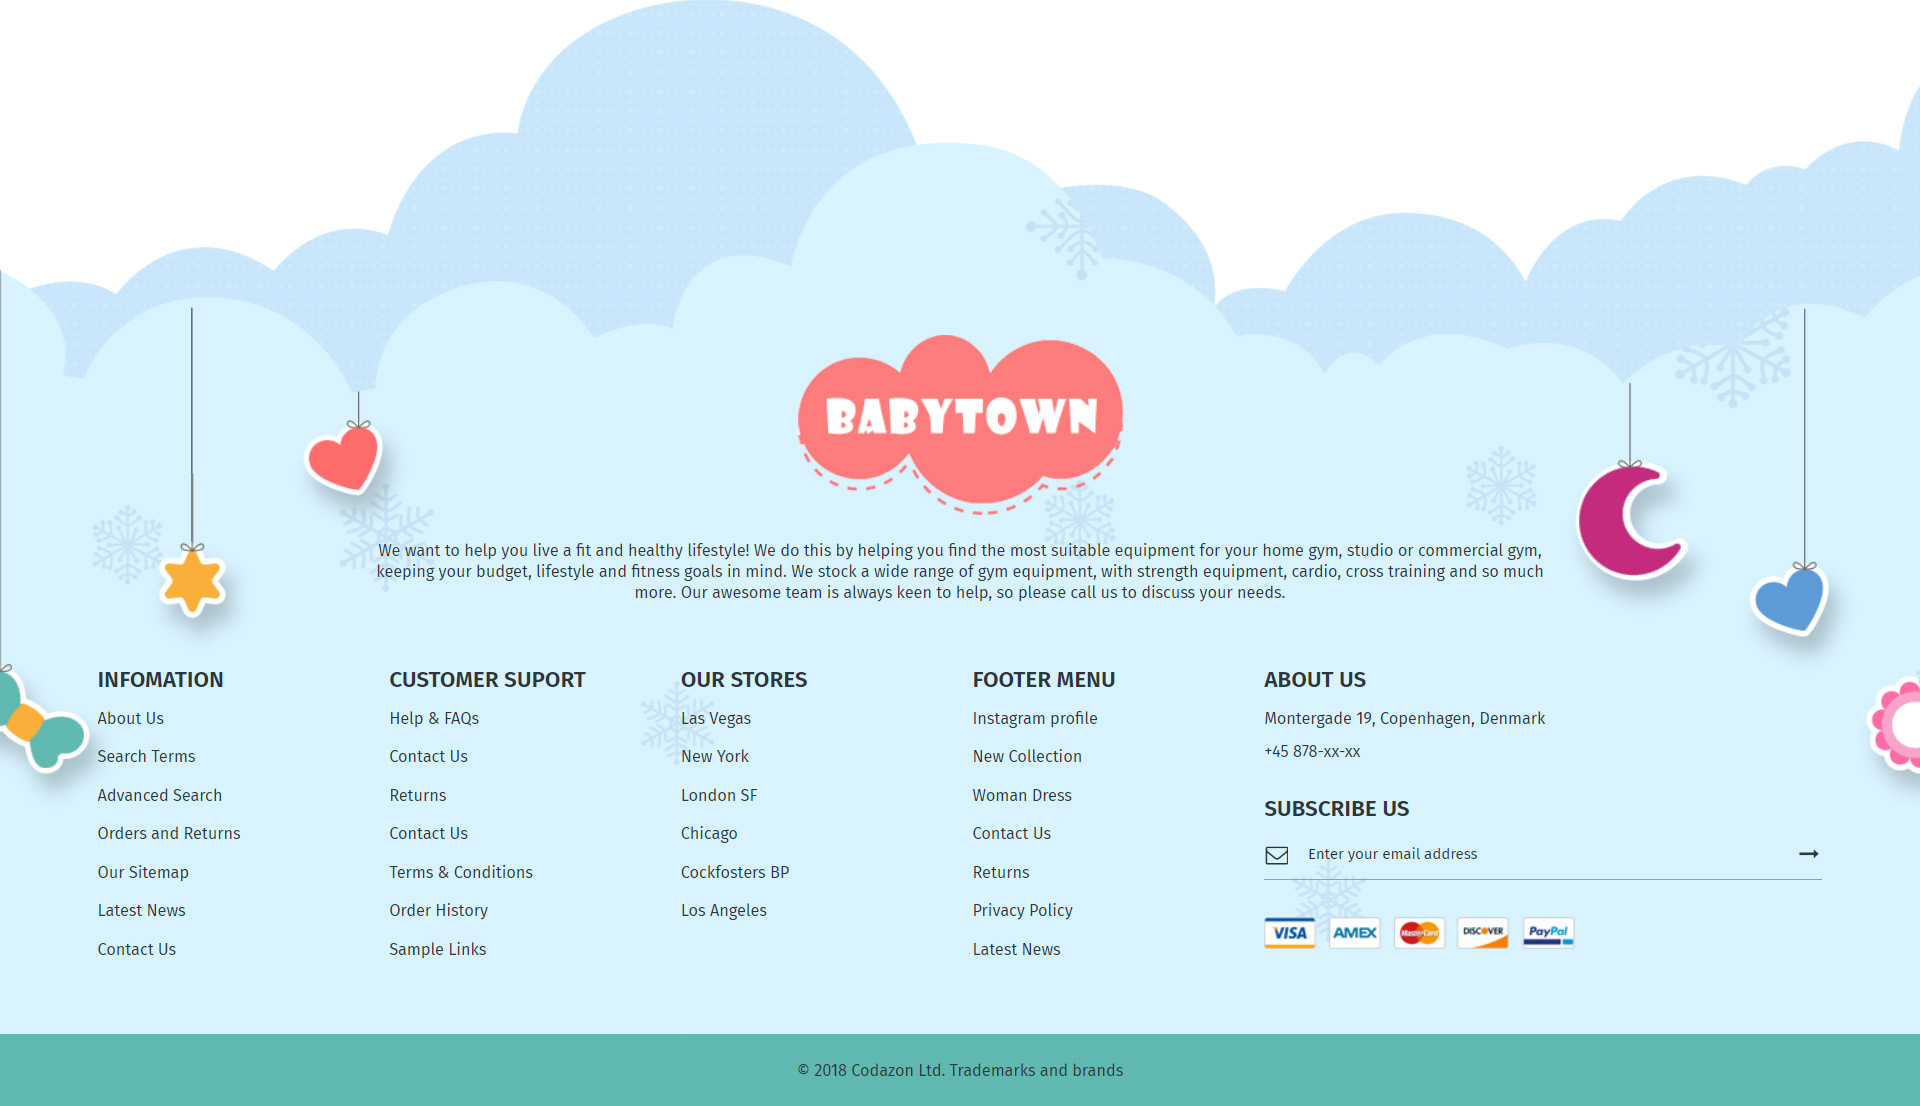 BABYTOWN
We want to help you live a fit and healthy lifestyle! We do this by helping you find the most suitable equipment for your home gym, studio or commercial gym,
keeping your budget, lifestyle and fitness goals in mind. We stock a wide range of gym equipment, with strength equipment, cardio, cross training and so much
more. Our awesome team is always keen to help, so please call us to discuss your needs.
INFOMATION
About Us
Search Terms
Advanced Search
Orders and Returns
Our Sitemap
Latest News
Contact Us
CUSTOMER SUPORT
Help & FAQs
Contact Us
Returns
Contact Us
Terms & Conditions
Order History
Sample Links
OUR STORES
Las Vegas
New York
London SF
Chicago
Cockfosters BP
Los Angeles
FOOTER MENU
Instagram profile
New Collection
Woman Dress
Contact Us
Returns
Privacy Policy
Latest News
ABOUT US
Montergade 19, Copenhagen, Denmark
+45 878-xx-xx
SUBSCRIBE US
Enter your email address
VISA AMEX MasterCard DISCOVER PayPal
© 2018 Codazon Ltd. Trademarks and brands